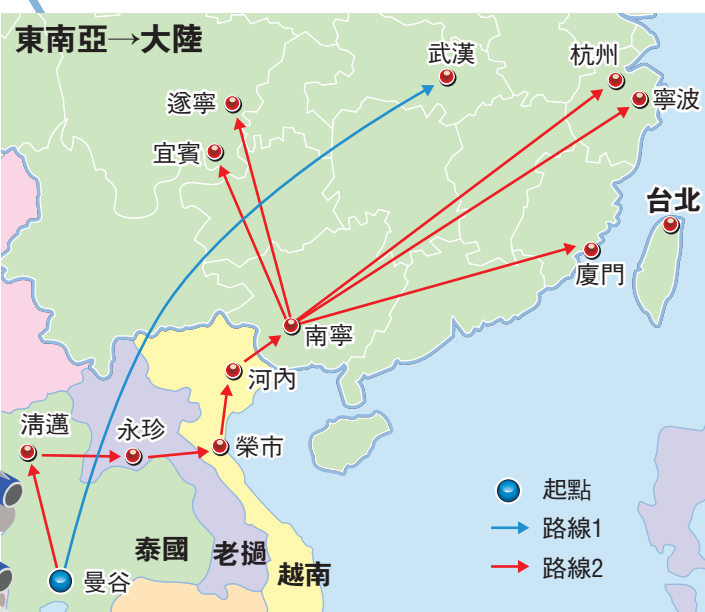 東南亞→大陸
武漢
杭州
遂寧
寧波
宜賓
台北
廈門
南寧
河內
清邁
永珍
榮市
起點
路線1
泰國
老撾
越南
路線2
曼谷